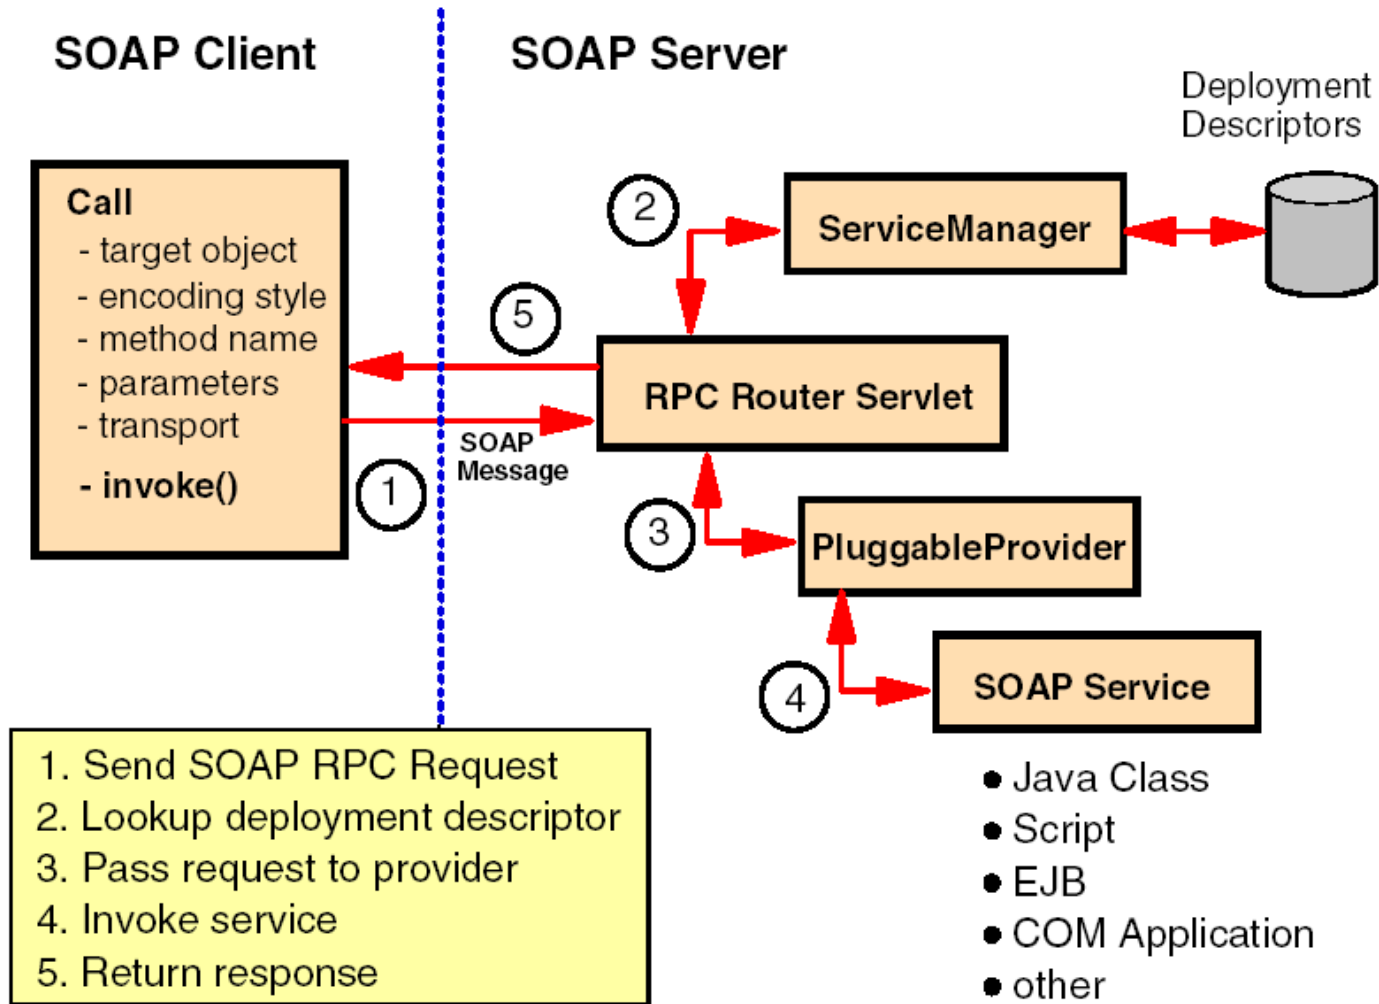 SOAP Client
SOAP Server
Deployment
Descriptors
Call
- target object
- encoding style
- method name
- parameters
- transport
- invoke()
2
ServiceManager
5
RPC Router Servlet
SOAP
Message
1
3
PluggableProvider
4
SOAP Service
1. Send SOAP RPC Request
2. Lookup deployment descriptor
3. Pass request to provider
4. Invoke service
5. Return response
● Java Class
● Script
● EJB
● COM Application
● other